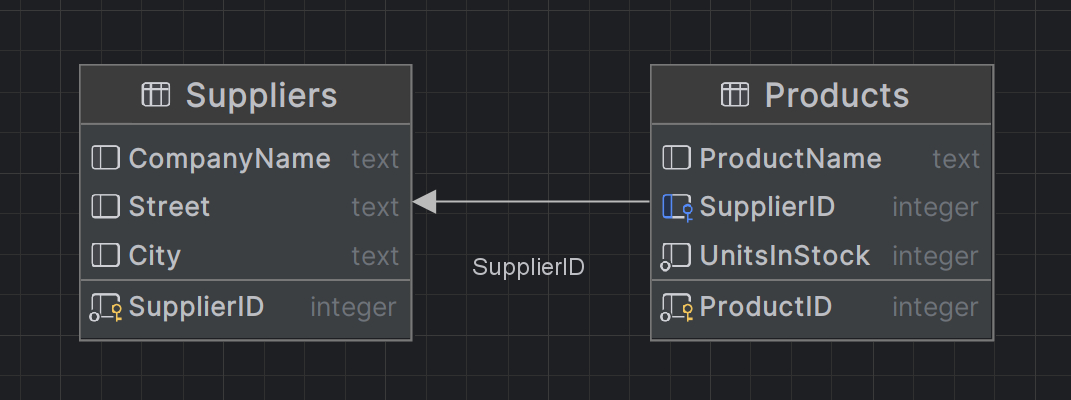 Suppliers
CompanyName text
Street text
City text
SupplierID integer
SupplierID
Products
ProductName text
SupplierID integer
UnitsInStock integer
ProductID integer